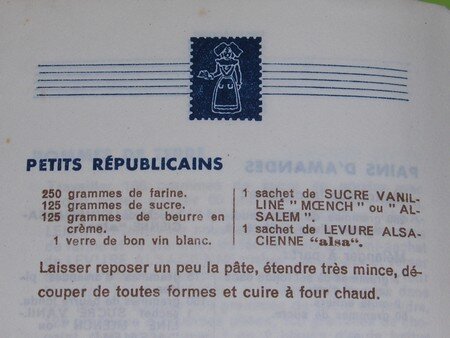 PETITS RÉPUBLICAINS
250 grammes de farine.
125 grammes de sucre.
125 grammes de beurre en
crème.
1 verre de bon vin blanc.
1 sachet de SUCRE VANIL-
LINÉ " MŒNCH " ou " AL-
SALEM ".
1 sachet de LEVURE ALSA-
CIENNE "alsa".
Laisser reposer un peu la pâte, étendre très mince, dé-
couper de toutes formes et cuire à four chaud.
PAINS D'AMANDES